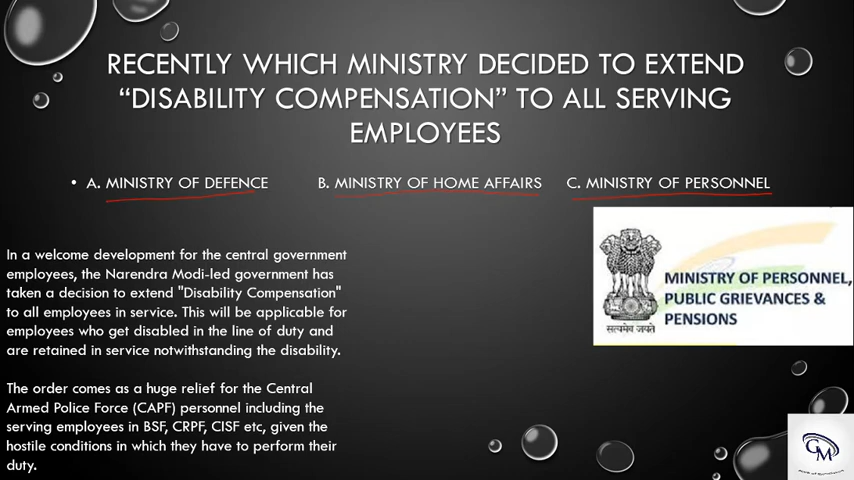 RECENTLY WHICH MINISTRY DECIDED TO EXTEND
“DISABILITY COMPENSATION” TO ALL SERVING
EMPLOYEES
• A. MINISTRY OF DEFENCE B. MINISTRY OF HOME AFFAIRS C. MINISTRY OF PERSONNEL
In a welcome development for the central government
employees, the Narendra Modi-led government has
taken a decision to extend "Disability Compensation"
to all employees in service. This will be applicable for
employees who get disabled in the line of duty and
are retained in service notwithstanding the disability.
The order comes as a huge relief for the Central
Armed Police Force (CAPF) personnel including the
serving employees in BSF, CRPF, CISF etc, given the
hostile conditions in which they have to perform their
duty.
MINISTRY OF PERSONNEL,
PUBLIC GRIEVANCES &
PENSIONS
सत्यमेव जयते
GM